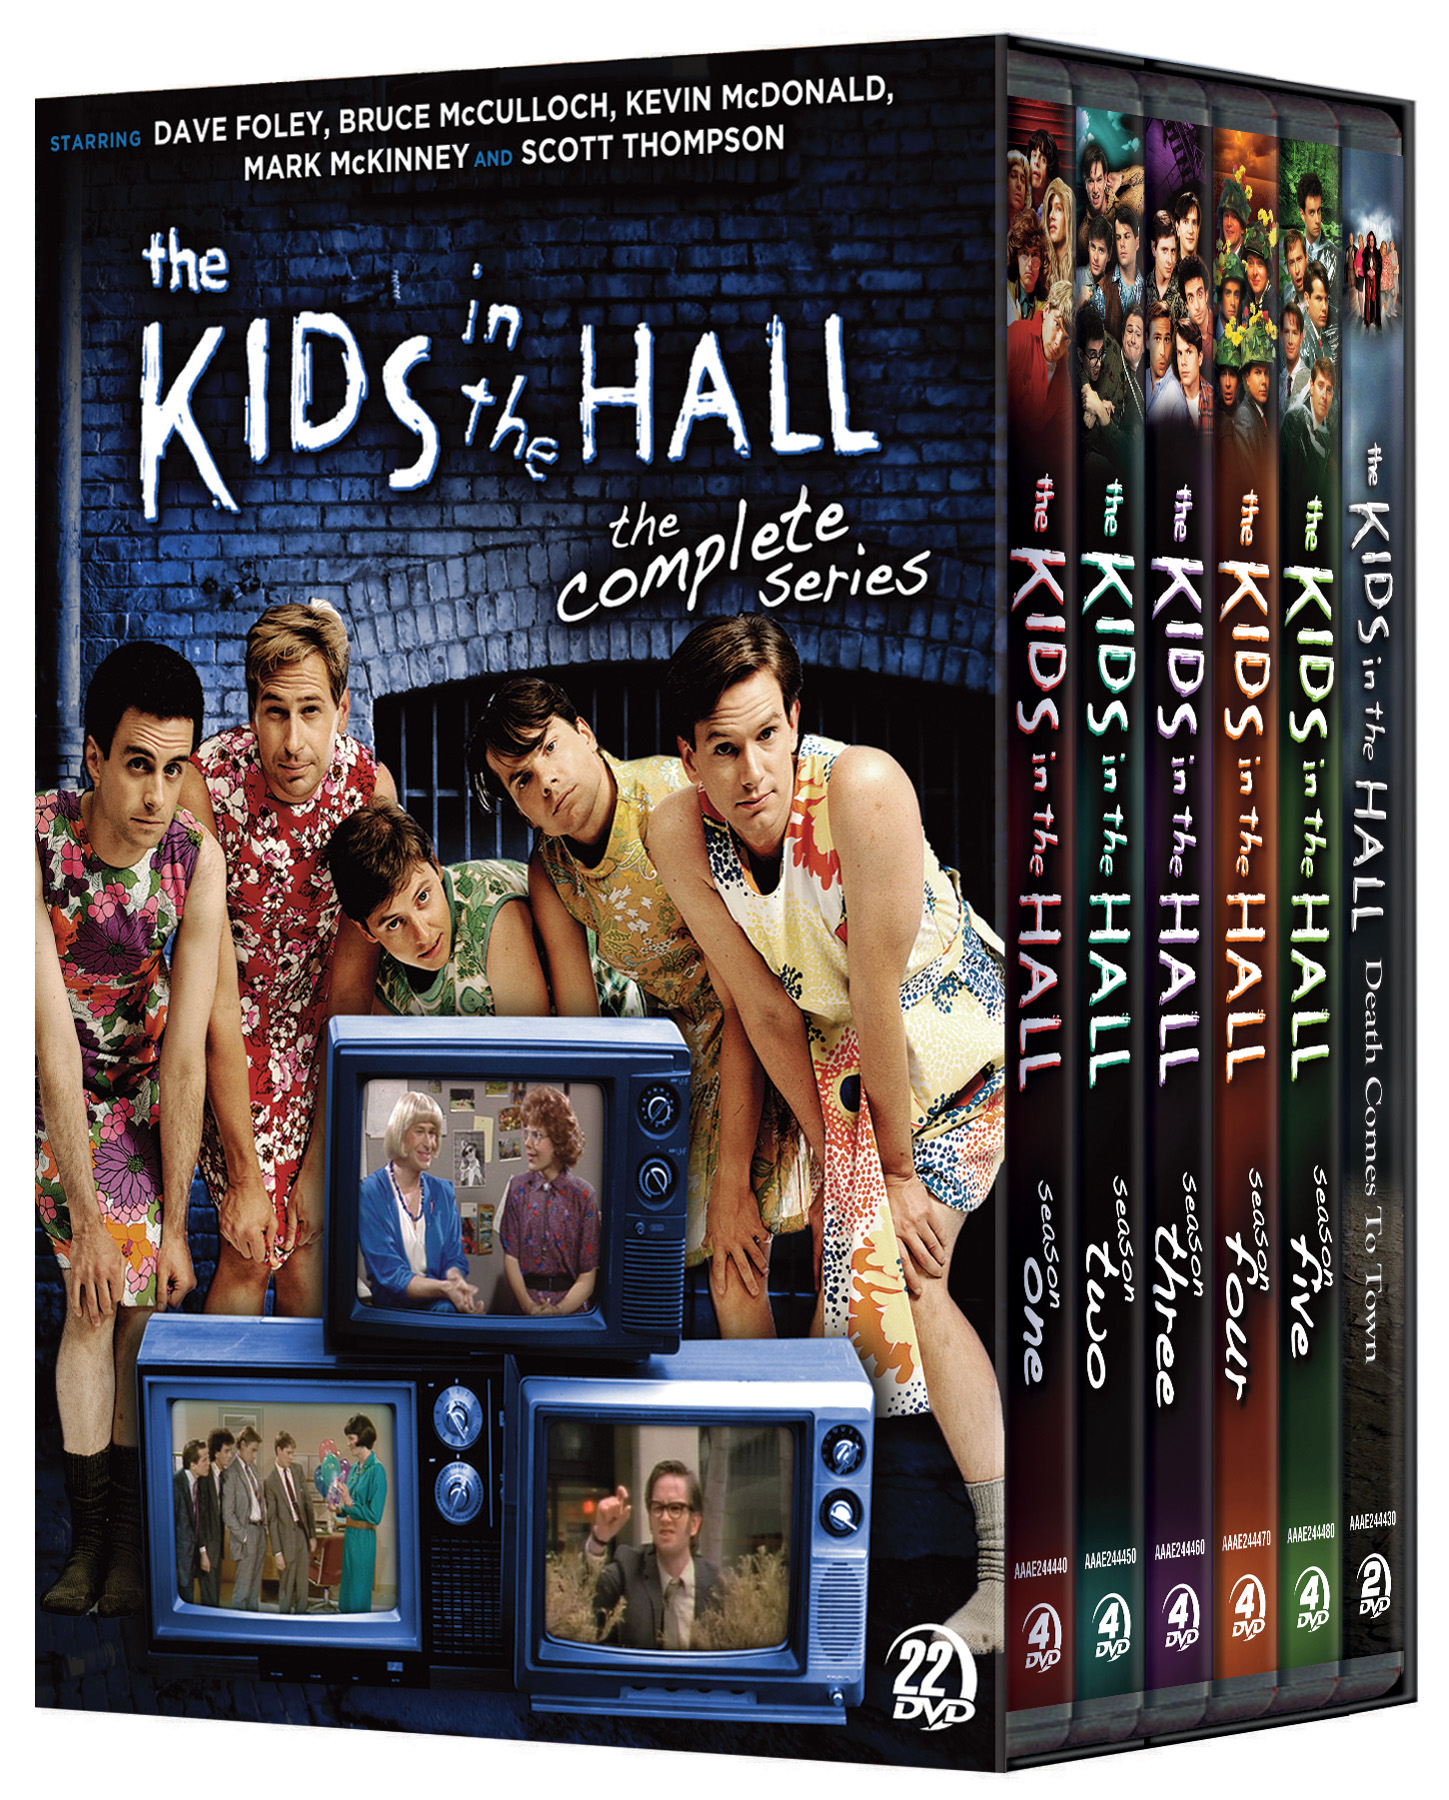 STARRING DAVE FOLEY, BRUCE McCULLOCH, KEVIN McDONALD,
MARK McKINNEY AND SCOTT THOMPSON
the
KIDS in the HALL
the
complete
series
22
DVD
the KIDS in the HALL season one
AAAE244440
4
DVD
the KIDS in the HALL season two
AAAE244450
4
DVD
the KIDS in the HALL season three
AAAE244460
4
DVD
the KIDS in the HALL season four
AAAE244470
4
DVD
the KIDS in the HALL season five
AAAE244480
4
DVD
the KIDS in the HALL Death Comes To Town
AAAE244430
2
DVD